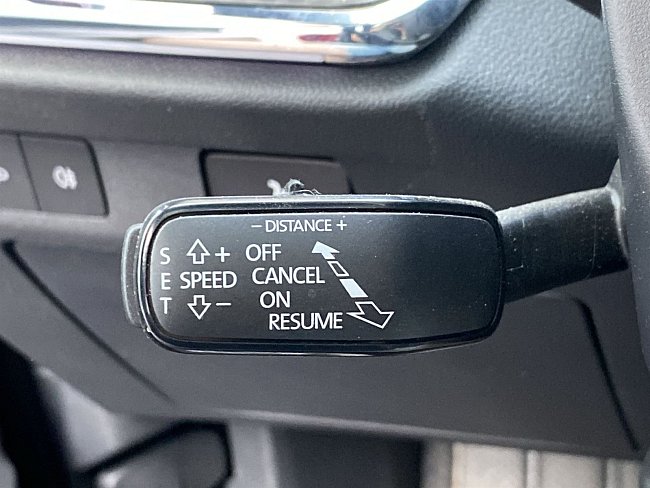 − DISTANCE +
S + OFF
E SPEED CANCEL
T − ON
RESUME